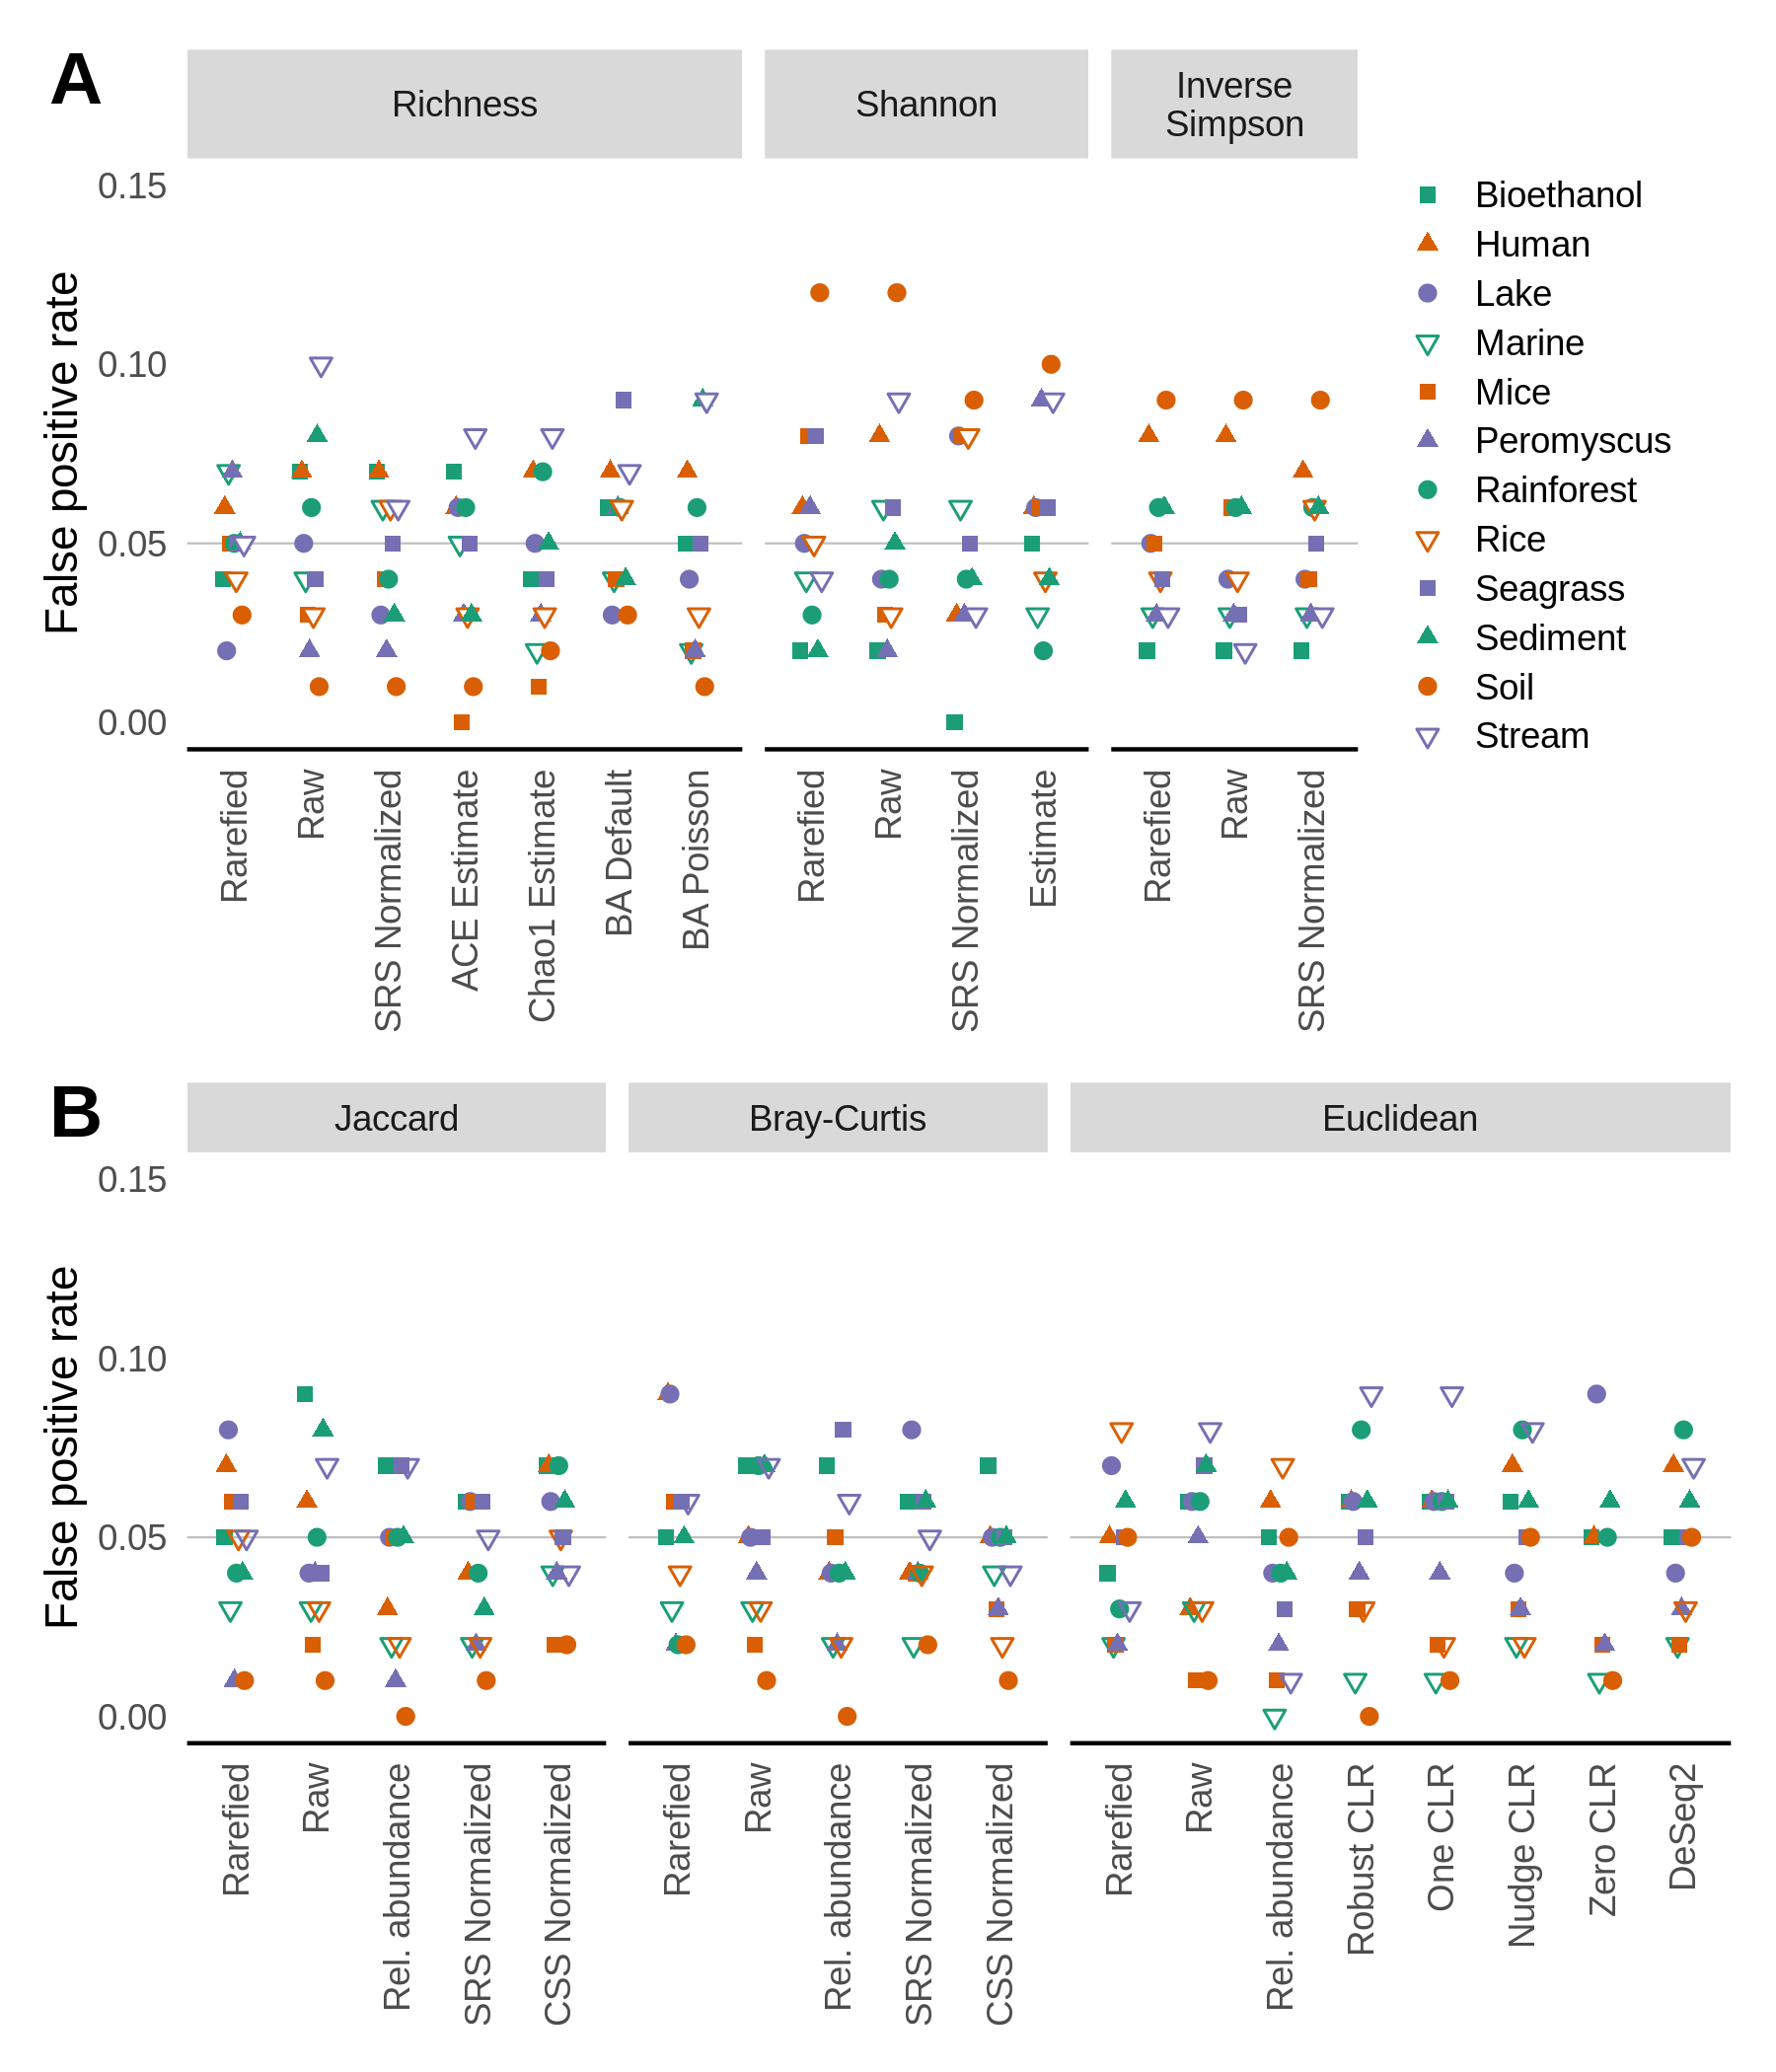 A
Richness
Shannon
Inverse
Simpson
0.15
0.10
0.05
0.00
False positive rate
Rarefied
Raw
SRS Normalized
ACE Estimate
Chao1 Estimate
BA Default
BA Poisson
Rarefied
Raw
SRS Normalized
Estimate
Rarefied
Raw
SRS Normalized
Bioethanol
Human
Lake
Marine
Mice
Peromyscus
Rainforest
Rice
Seagrass
Sediment
Soil
Stream
B
Jaccard
Bray-Curtis
Euclidean
0.15
0.10
0.05
0.00
False positive rate
Rarefied
Raw
Rel. abundance
SRS Normalized
CSS Normalized
Rarefied
Raw
Rel. abundance
SRS Normalized
CSS Normalized
Rarefied
Raw
Rel. abundance
Robust CLR
One CLR
Nudge CLR
Zero CLR
DeSeq2